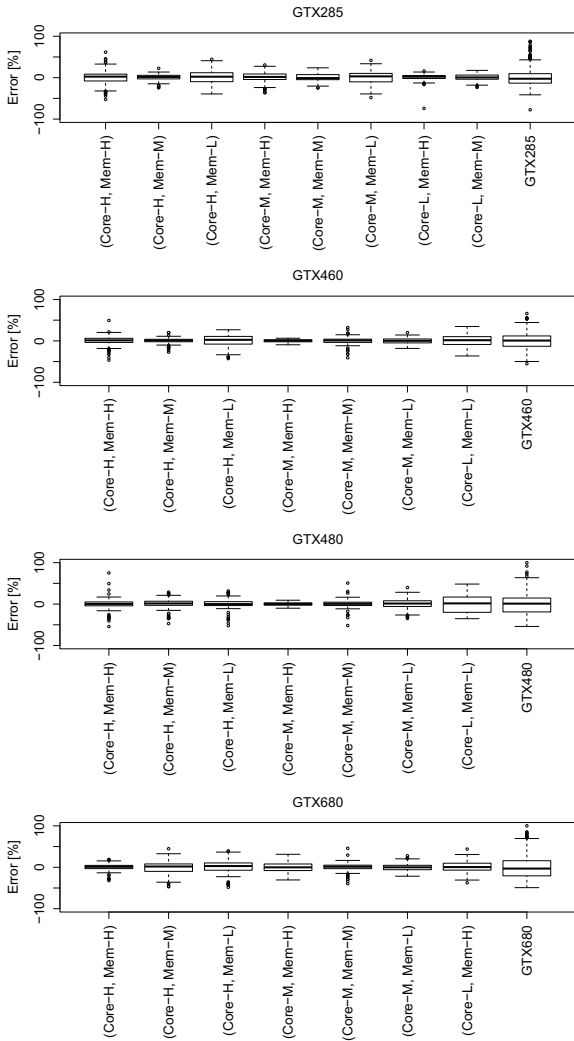 GTX285
Error [%]
100
0
−100
(Core−H, Mem−H)
(Core−H, Mem−M)
(Core−H, Mem−L)
(Core−M, Mem−H)
(Core−M, Mem−M)
(Core−M, Mem−L)
(Core−L, Mem−H)
(Core−L, Mem−M)
GTX285
GTX460
Error [%]
100
0
−100
(Core−H, Mem−H)
(Core−H, Mem−M)
(Core−H, Mem−L)
(Core−M, Mem−H)
(Core−M, Mem−M)
(Core−M, Mem−L)
(Core−L, Mem−L)
GTX460
GTX480
Error [%]
100
0
−100
(Core−H, Mem−H)
(Core−H, Mem−M)
(Core−H, Mem−L)
(Core−M, Mem−H)
(Core−M, Mem−M)
(Core−M, Mem−L)
(Core−L, Mem−L)
GTX480
GTX680
Error [%]
100
0
−100
(Core−H, Mem−H)
(Core−H, Mem−M)
(Core−H, Mem−L)
(Core−M, Mem−H)
(Core−M, Mem−M)
(Core−M, Mem−L)
(Core−L, Mem−H)
GTX680